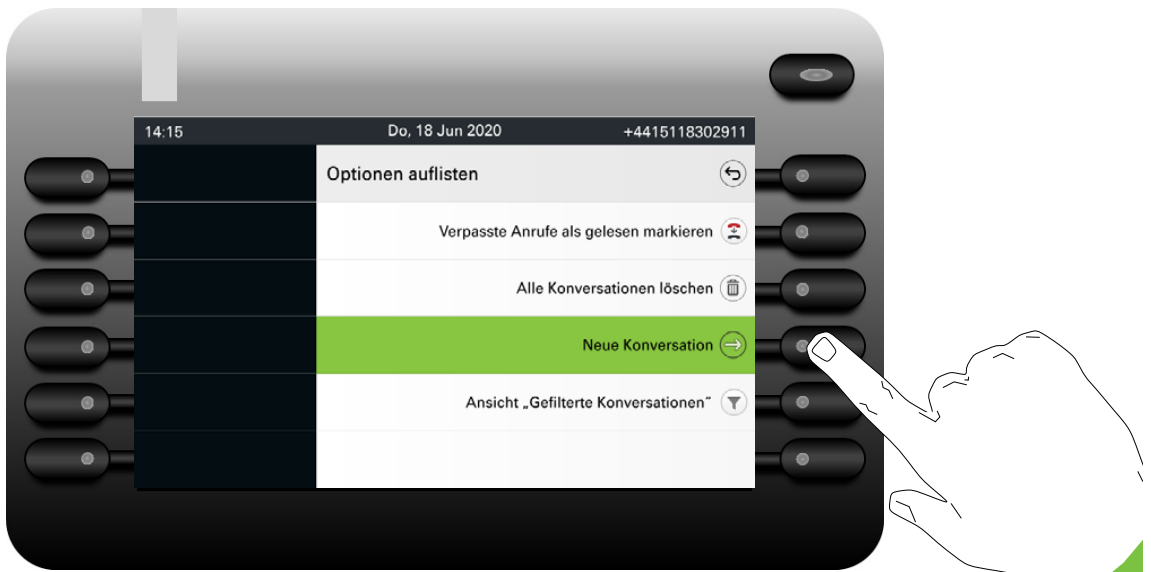 14:15 Do, 18 Jun 2020 +4415118302911
Optionen auflisten
Verpasste Anrufe als gelesen markieren
Alle Konversationen löschen
Neue Konversation
Ansicht „Gefilterte Konversationen“